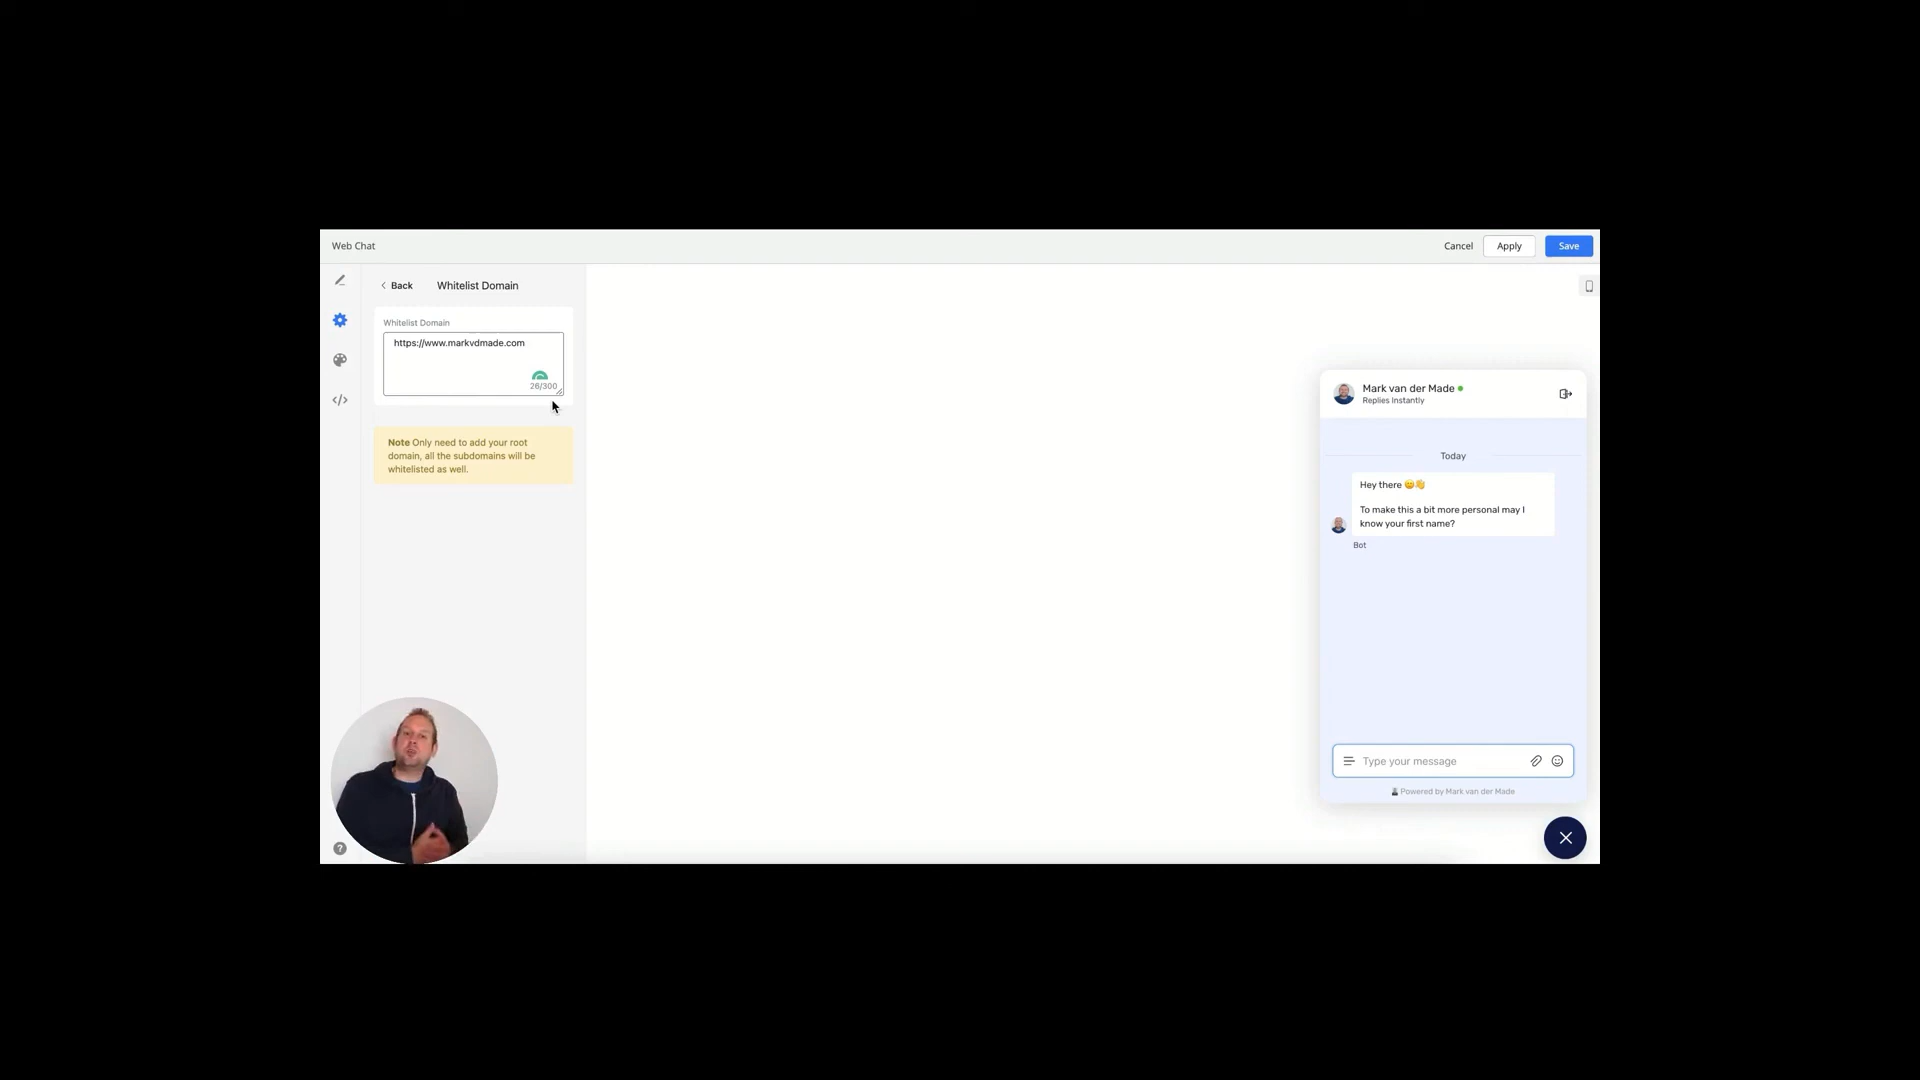 Web Chat
Cancel
Apply
Save
Back
Whitelist Domain
Whitelist Domain
https://www.markvdmade.com
26/300
Note Only need to add your root
domain, all the subdomains will be
whitelisted as well.
Mark van der Made
Replies Instantly
Today
Hey there 😀👋
To make this a bit more personal may I
know your first name?
Bot
Type your message
Powered by Mark van der Made
?